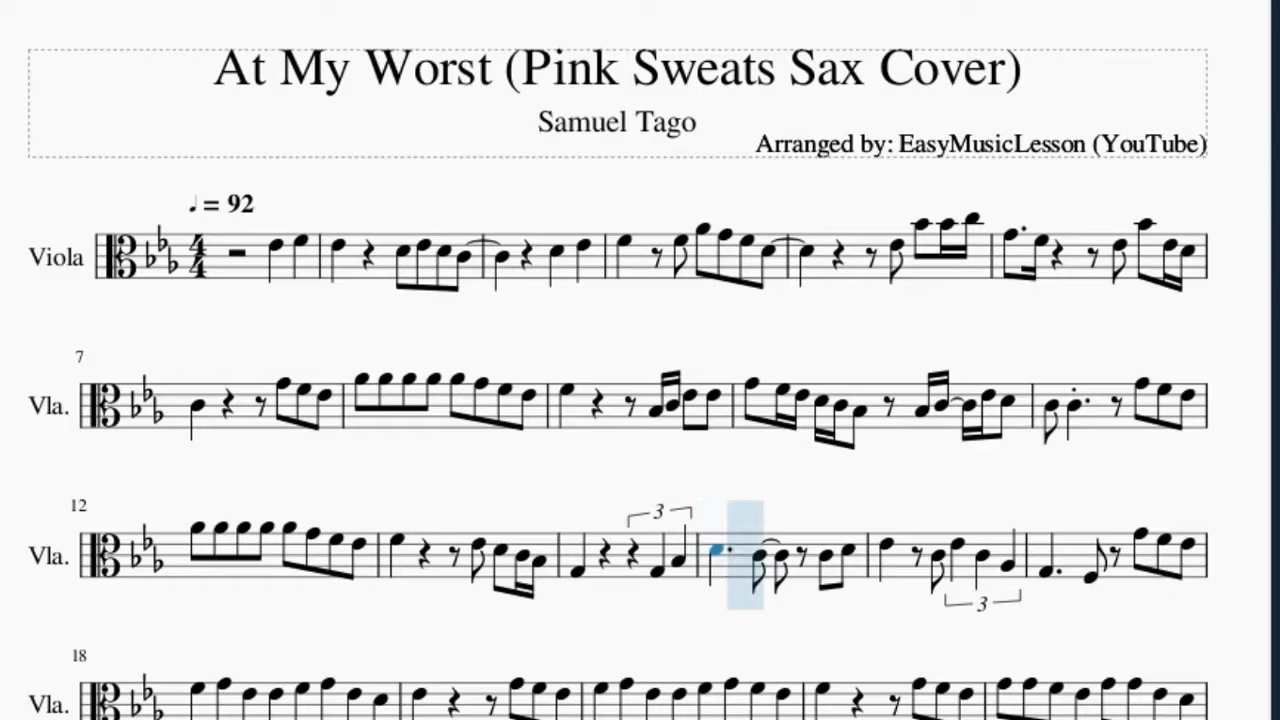 At My Worst (Pink Sweats Sax Cover)
Samuel Tago
Arranged by: EasyMusicLesson (YouTube)
♩ = 92
Viola
7
Vla.
12
3
Vla.
3
18
Vla.